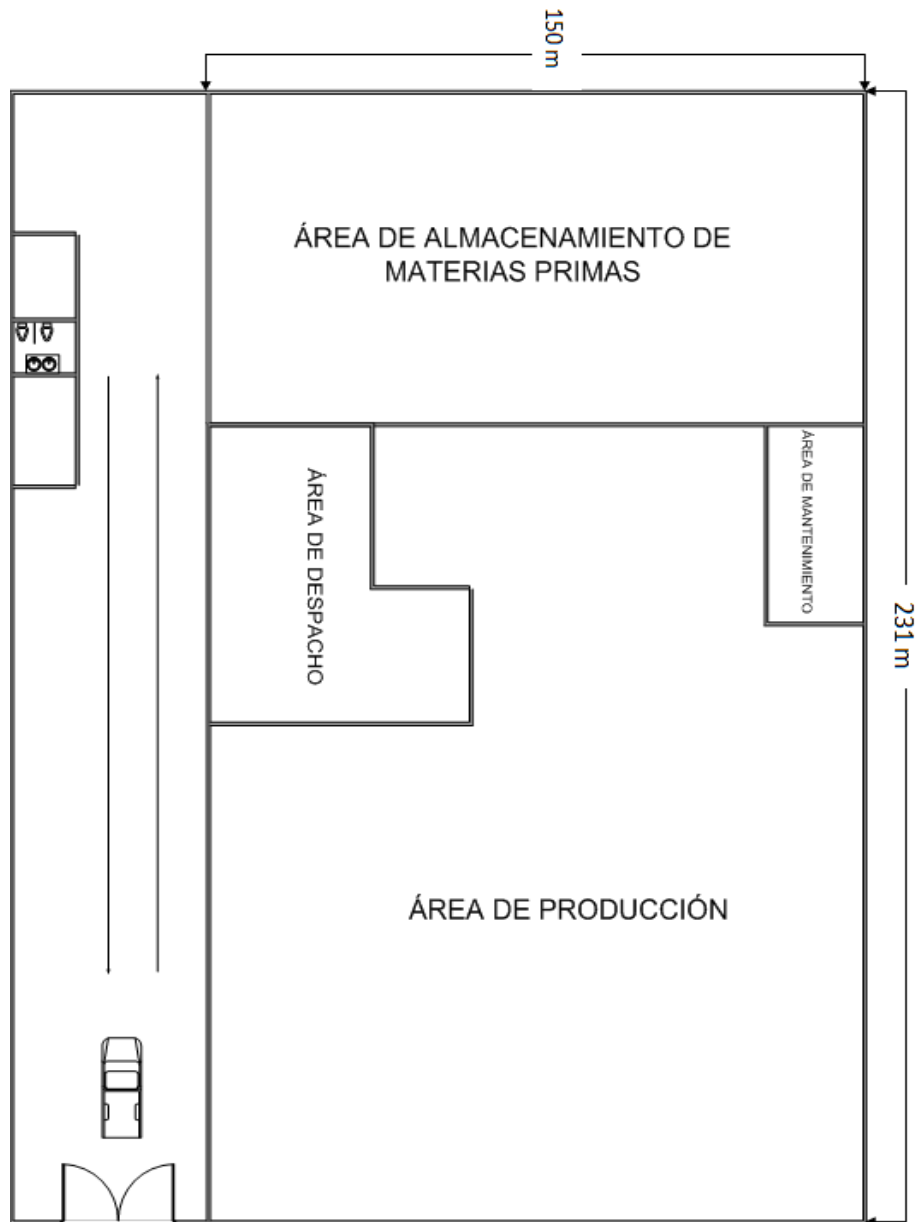 150 m
ÁREA DE ALMACENAMIENTO DE
MATERIAS PRIMAS
ÁREA DE DESPACHO
ÁREA DE MANTENIMIENTO
231 m
ÁREA DE PRODUCCIÓN